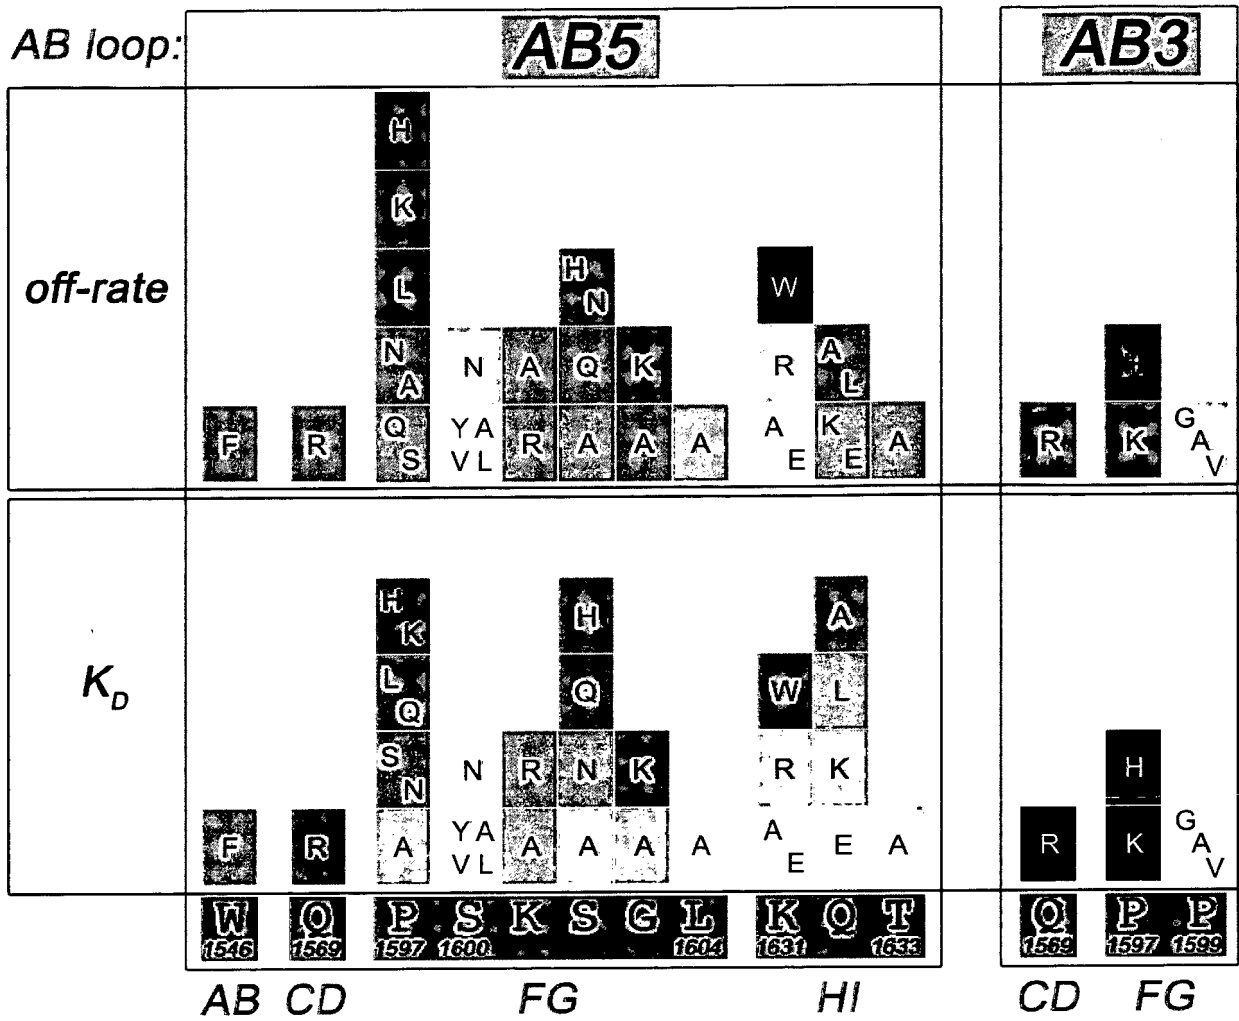 AB loop: AB5 AB3
H
K
off-rate L H N W
N A N A Q K R A L
F R Q S Y A V L R A A A A E K E A R K G A V
H K H A
K_D L Q Q W L
S N N R N K R K H
F R A Y A V L A A A A A E E A R K G A V
W Q P S K S G L K Q T Q P P
1546 1569 1597 1600 1604 1631 1633 1569 1597 1599
AB CD FG HI CD FG